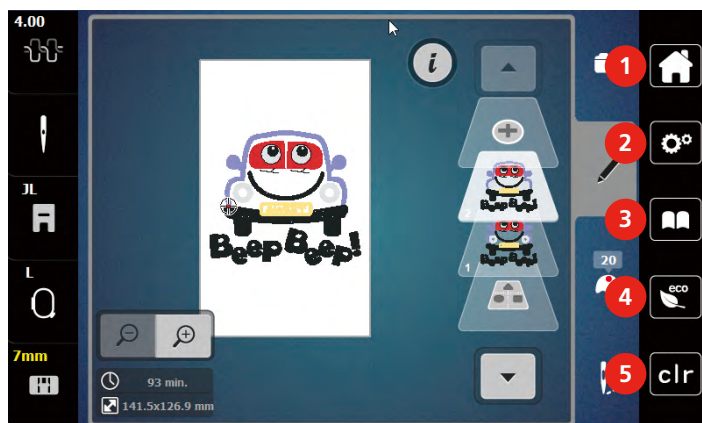 4.00
i
1
2
JL
3
2
1
20
L
4
eco
Beep Beep!
7mm
93 min.
141.5x126.9 mm
5
clr